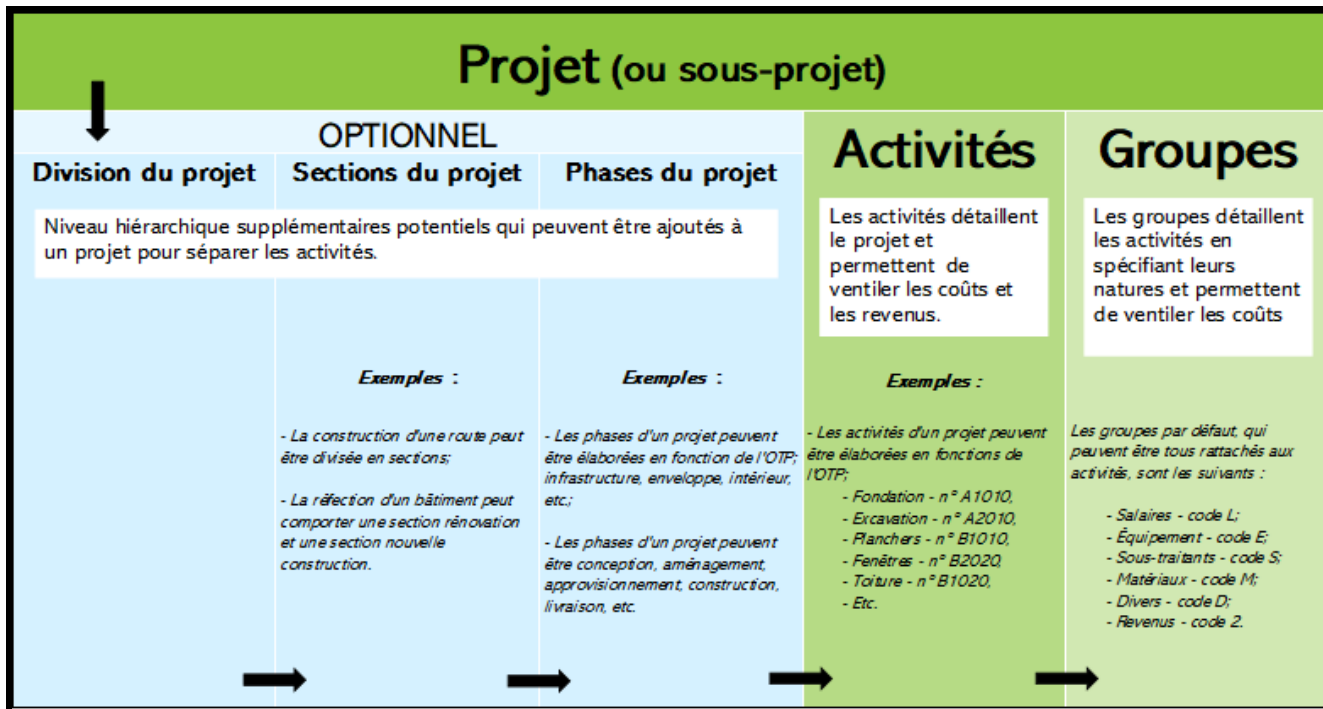 Projet (ou sous-projet)
OPTIONNEL
Division du projet
Sections du projet
Phases du projet
Niveau hiérarchique supplémentaires potentiels qui peuvent être ajoutés à
un projet pour séparer les activités.
Exemples :
- La construction d'une route peut
être divisée en sections;
- La réfection d'un bâtiment peut
comporter une section rénovation
et une section nouvelle
construction.
Exemples :
- Les phases d'un projet peuvent
être élaborées en fonction de l'OTP;
infrastructure, enveloppe, intérieur,
etc.;
- Les phases d'un projet peuvent
être conception, aménagement,
approvisionnement, construction,
livraison, etc.
Activités
Les activités détaillent
le projet et
permettent de
ventiler les coûts et
les revenus.
Exemples :
- Les activités d'un projet peuvent
être élaborées en fonctions de
l'OTP;
- Fondation - n° A1010,
- Excavation - n° A2010,
- Planchers - n° B1010,
- Fenêtres - n° B2020,
- Toiture - n° B1020,
- Etc.
Groupes
Les groupes détaillent
les activités en
spécifiant leurs
natures et permettent
de ventiler les coûts
Les groupes par défaut, qui
peuvent être tous rattachés aux
activités, sont les suivants :
- Salaires - code L;
- Équipement - code E;
- Sous-traitants - code S;
- Matériaux - code M;
- Divers - code D;
- Revenus - code 2.